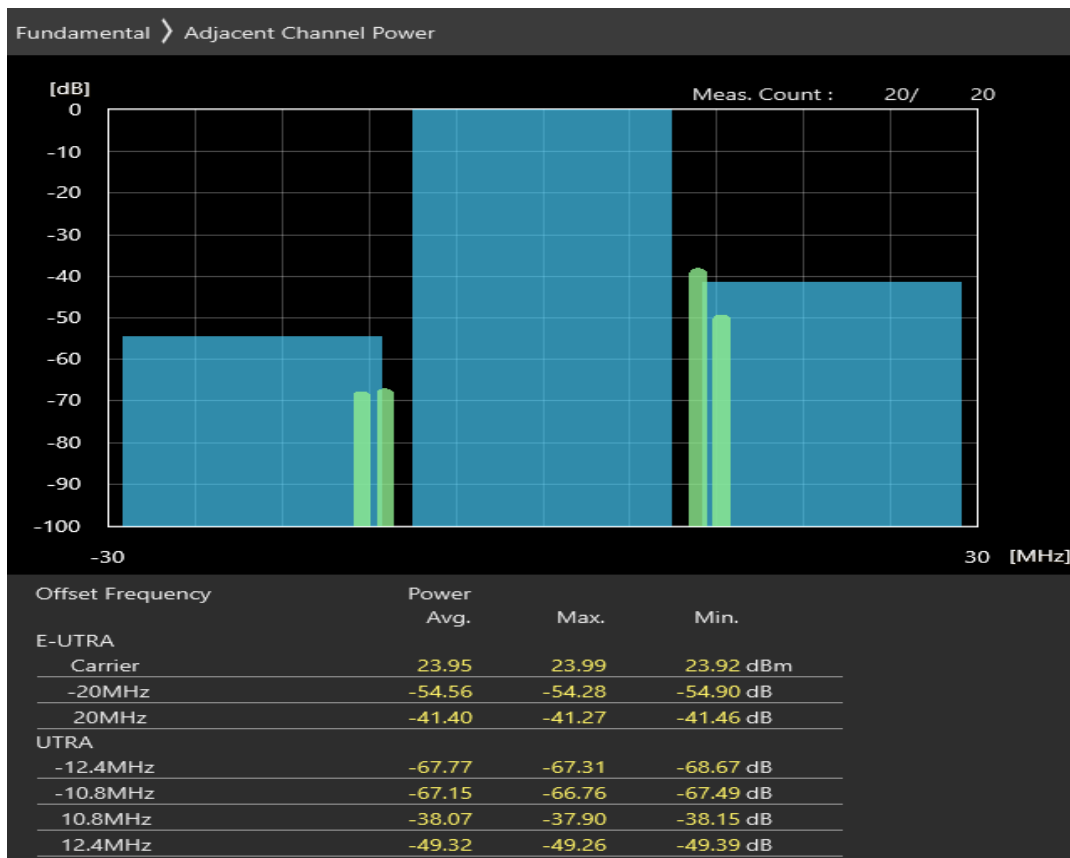 Fundamental 〉 Adjacent Channel Power
[dB]
Meas. Count : 20/ 20
0
-10
-20
-30
-40
-50
-60
-70
-80
-90
-100
-30 30 [MHz]
Offset Frequency Power
Avg. Max. Min.
E-UTRA
Carrier 23.95 23.99 23.92 dBm
-20MHz -54.56 -54.28 -54.90 dB
20MHz -41.40 -41.27 -41.46 dB
UTRA
-12.4MHz -67.77 -67.31 -68.67 dB
-10.8MHz -67.15 -66.76 -67.49 dB
10.8MHz -38.07 -37.90 -38.15 dB
12.4MHz -49.32 -49.26 -49.39 dB